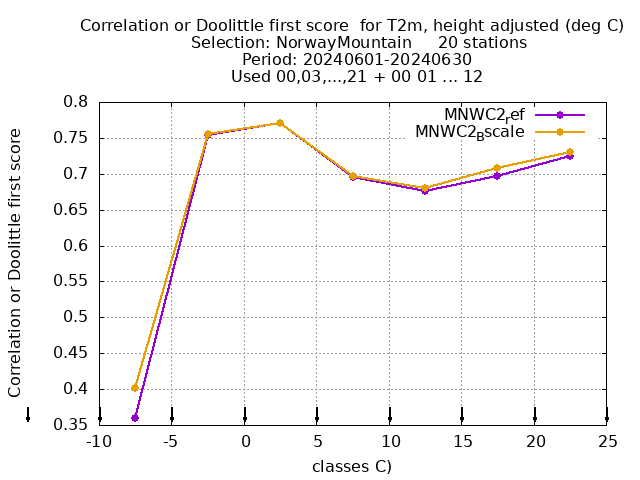 Correlation or Doolittle first score  for T2m, height adjusted (deg C)
Selection: NorwayMountain     20 stations
Period: 20240601-20240630
Used 00,03,...,21 + 00 01 ... 12
Correlation or Doolittle first score
0.8
0.75
0.7
0.65
0.6
0.55
0.5
0.45
0.4
0.35
MNWC2ref
MNWC2Bscale
-10 -5 0 5 10 15 20 25
classes C)